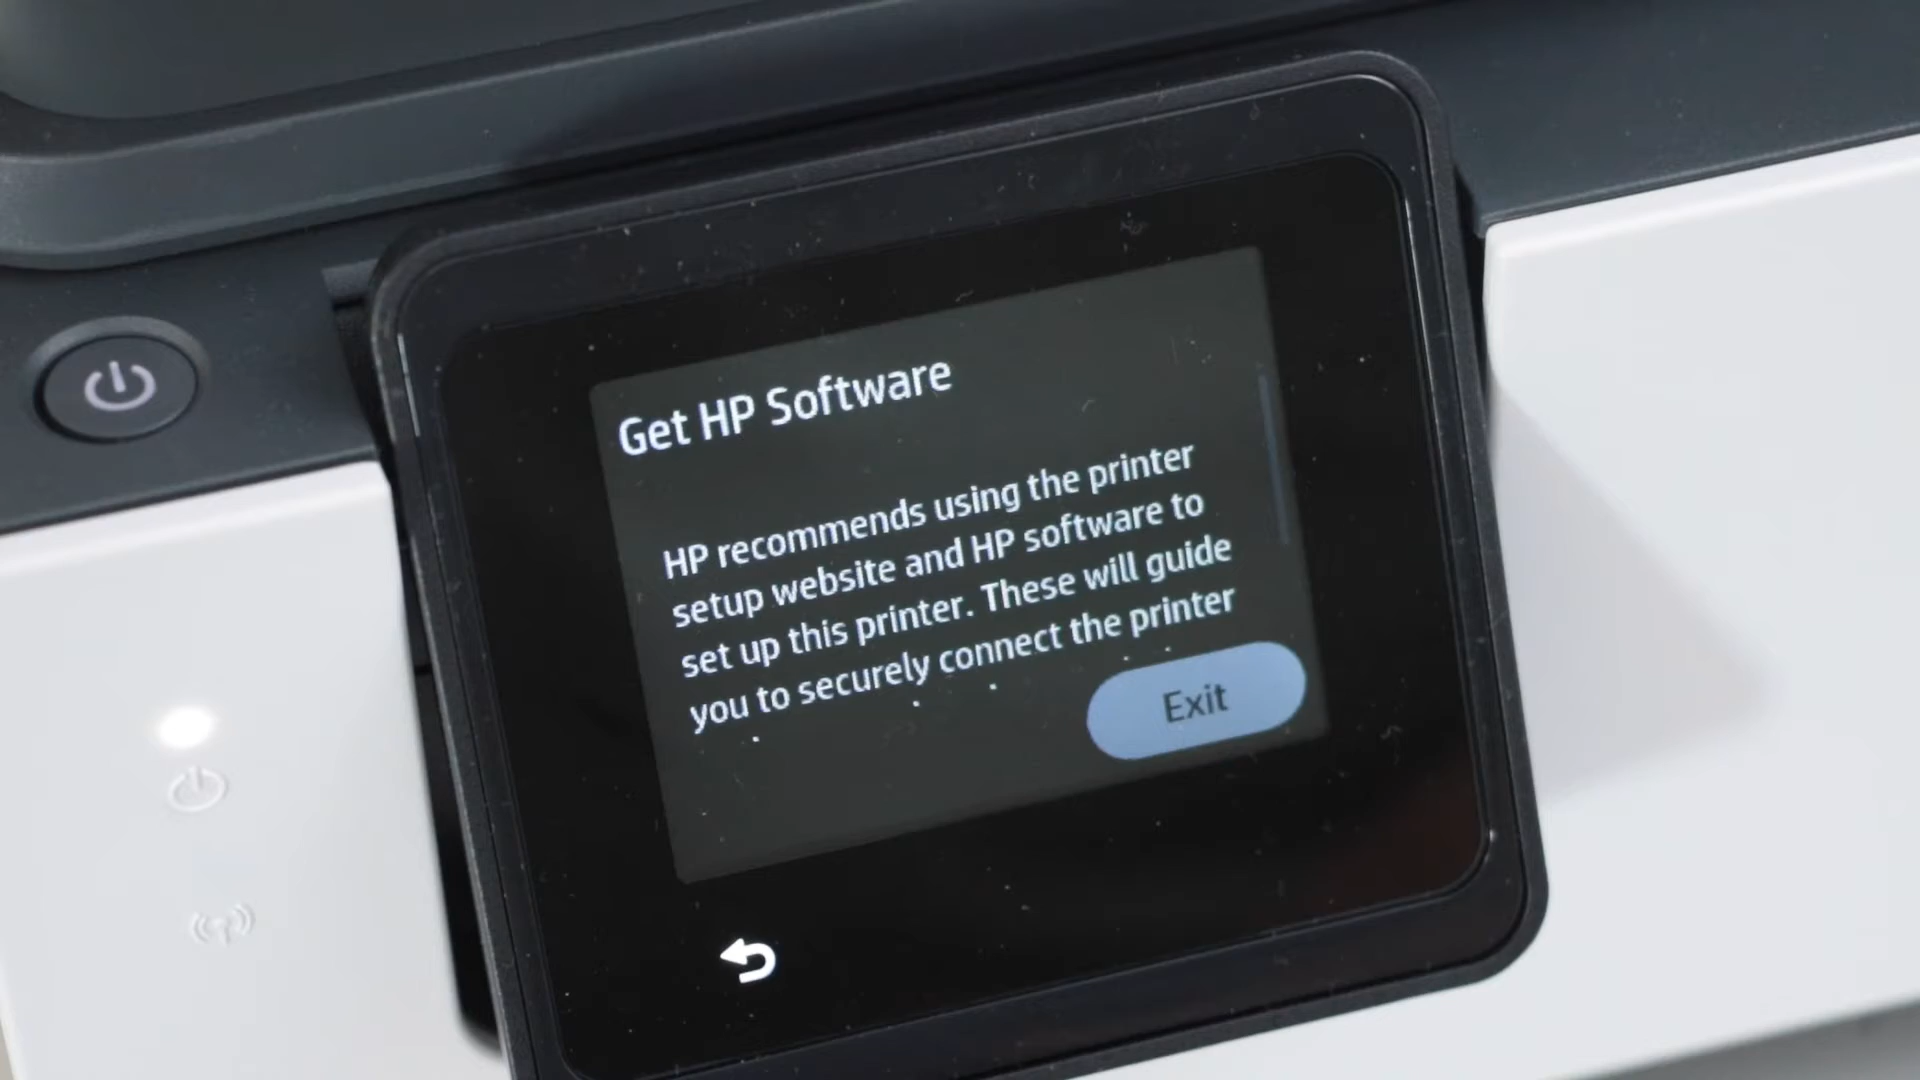 Get HP Software
HP recommends using the printer
setup website and HP software to
set up this printer. These will guide
you to securely connect the printer
Exit